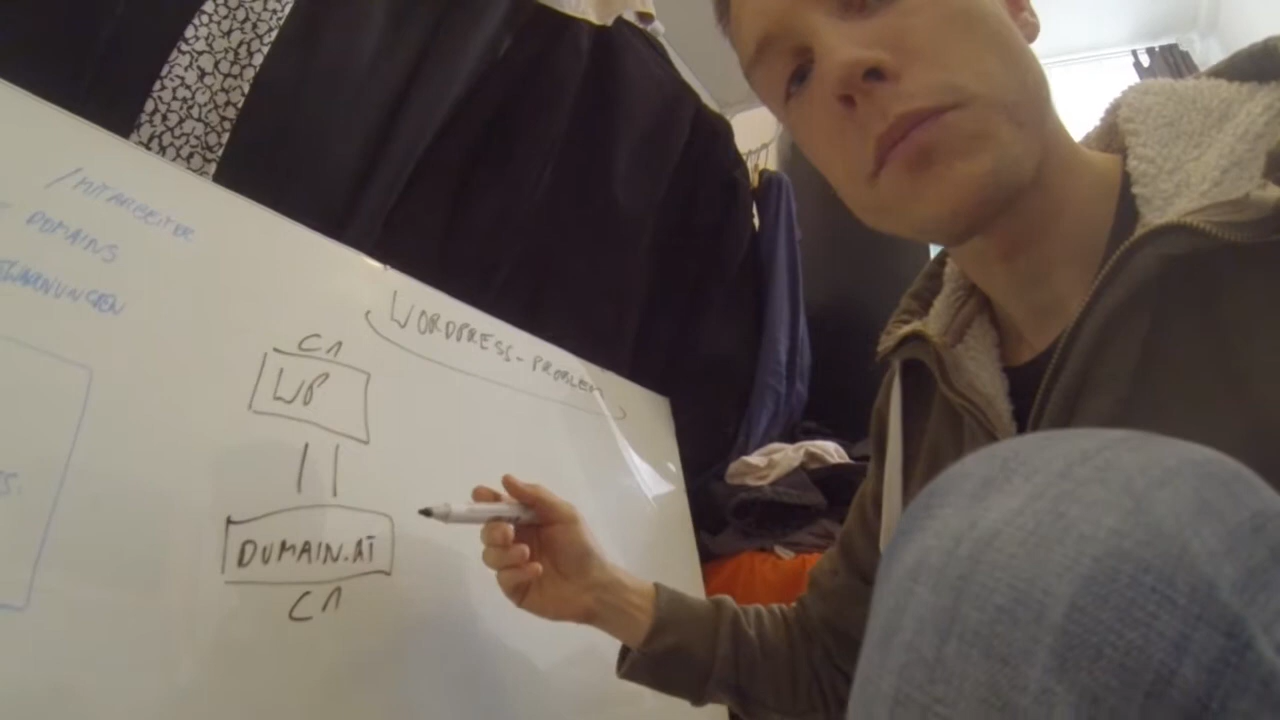 /MITARBEITER
DOMAINS
WORDPRESS-PROBLEM
C1
WP
DOMAIN.AT
C1